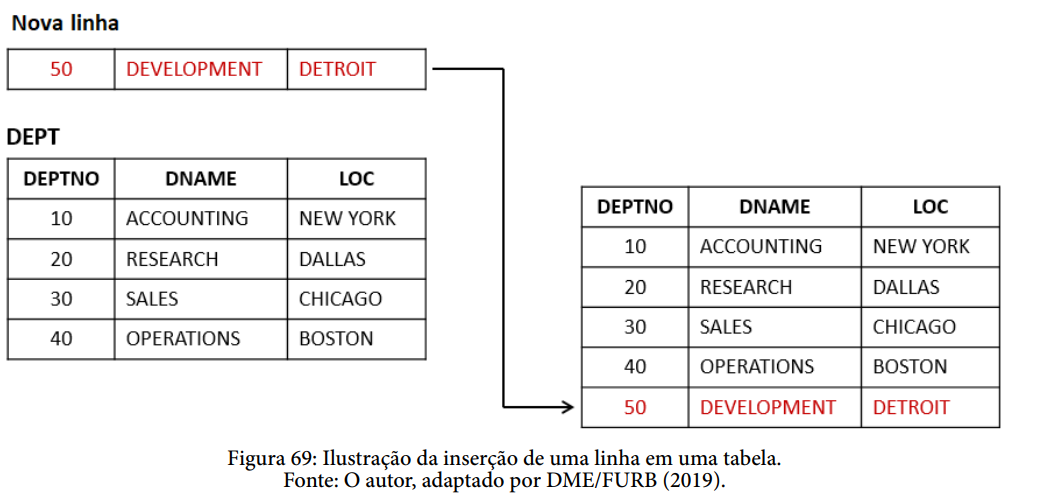 Nova linha
50 DEVELOPMENT DETROIT
DEPT
DEPTNO DNAME LOC
10 ACCOUNTING NEW YORK
20 RESEARCH DALLAS
30 SALES CHICAGO
40 OPERATIONS BOSTON
DEPTNO DNAME LOC
10 ACCOUNTING NEW YORK
20 RESEARCH DALLAS
30 SALES CHICAGO
40 OPERATIONS BOSTON
50 DEVELOPMENT DETROIT
Figura 69: Ilustração da inserção de uma linha em uma tabela.
Fonte: O autor, adaptado por DME/FURB (2019).